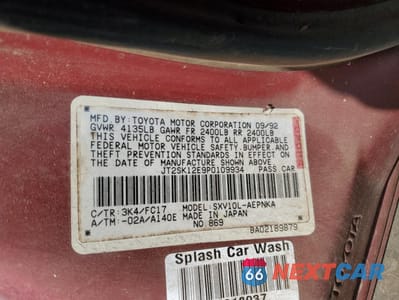 MFD BY: TOYOTA MOTOR CORPORATION 09/92
GVWR 4135LB GAWR FR 2400LB RR 2400LB
THIS VEHICLE CONFORMS TO ALL APPLICABLE
FEDERAL MOTOR VEHICLE SAFETY,BUMPER,AND
THEFT PREVENTION STANDARDS IN EFFECT ON
THE DATE OF MANUFACTURE SHOWN ABOVE.
JT2SK12E9P0109934 PASS CAR
C/TR: 3K4/FC17 MODEL: SXV10L-AEPNKA
A/TM: -02A/A140E MADE IN JAPAN
NO.869
BA02189879
TOYOTA
Splash Car Wash
66 NEXTCAR